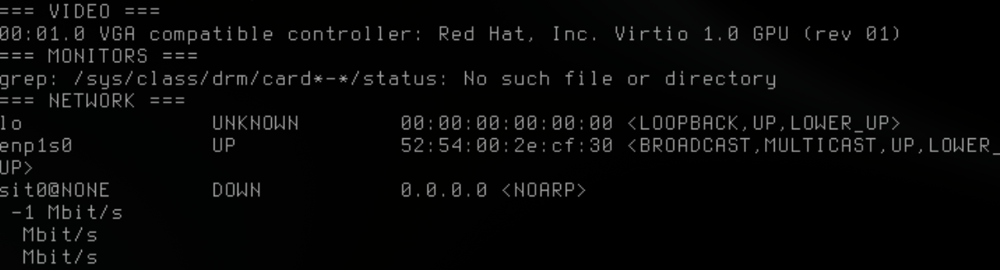 === VIDEO ===
00:01.0 VGA compatible controller: Red Hat, Inc. Virtio 1.0 GPU (rev 01)
=== MONITORS ===
grep: /sys/class/drm/card*-*/status: No such file or directory
=== NETWORK ===
lo               UNKNOWN        00:00:00:00:00:00 <LOOPBACK,UP,LOWER_UP>
enp1s0           UP             52:54:00:2e:cf:30 <BROADCAST,MULTICAST,UP,LOWER_
UP>
sit0@NONE        DOWN           0.0.0.0 <NOARP>
 -1 Mbit/s
  Mbit/s
  Mbit/s